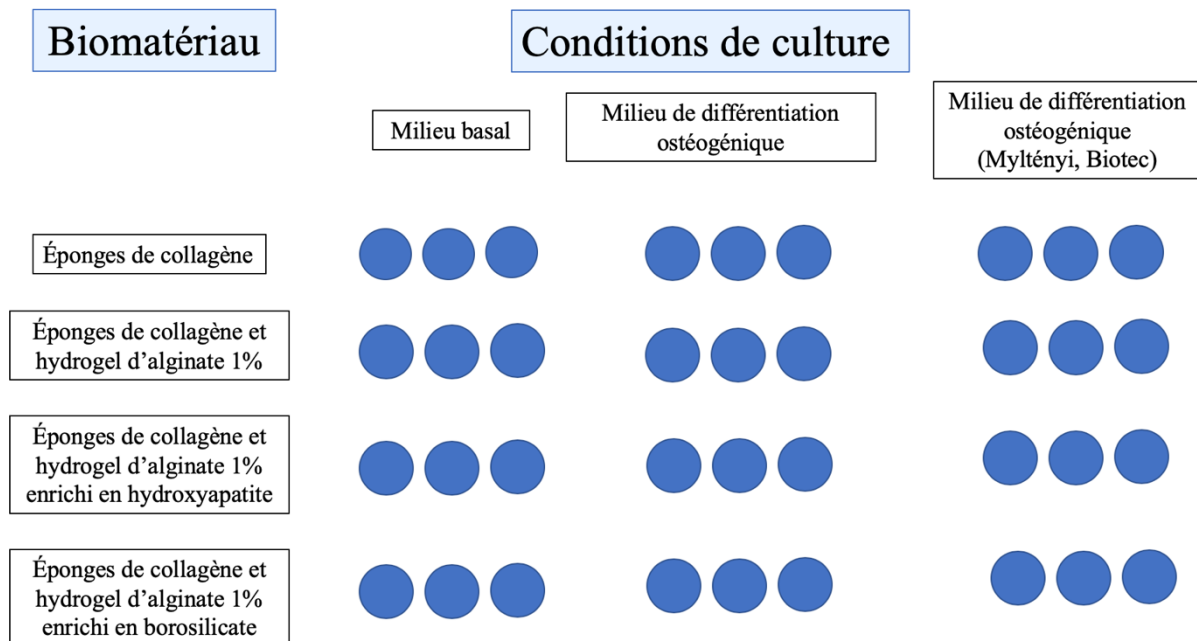 Biomatériau
Conditions de culture
Milieu basal
Milieu de différentiation
ostéogénique
Milieu de différentiation
ostéogénique
(Myltényi, Biotec)
Éponges de collagène
Éponges de collagène et
hydrogel d’alginate 1%
Éponges de collagène et
hydrogel d’alginate 1%
enrichi en hydroxyapatite
Éponges de collagène et
hydrogel d’alginate 1%
enrichi en borosilicate